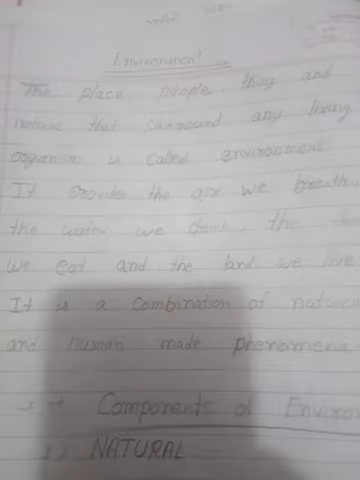 Environment
The place people, thing and
nature that surround any living
organism is called environment
It provides the air we breathe
the water we drink, the
we eat and the land we live
It is a combination of nature
and human made phenomena
Components of Environ
NATURAL